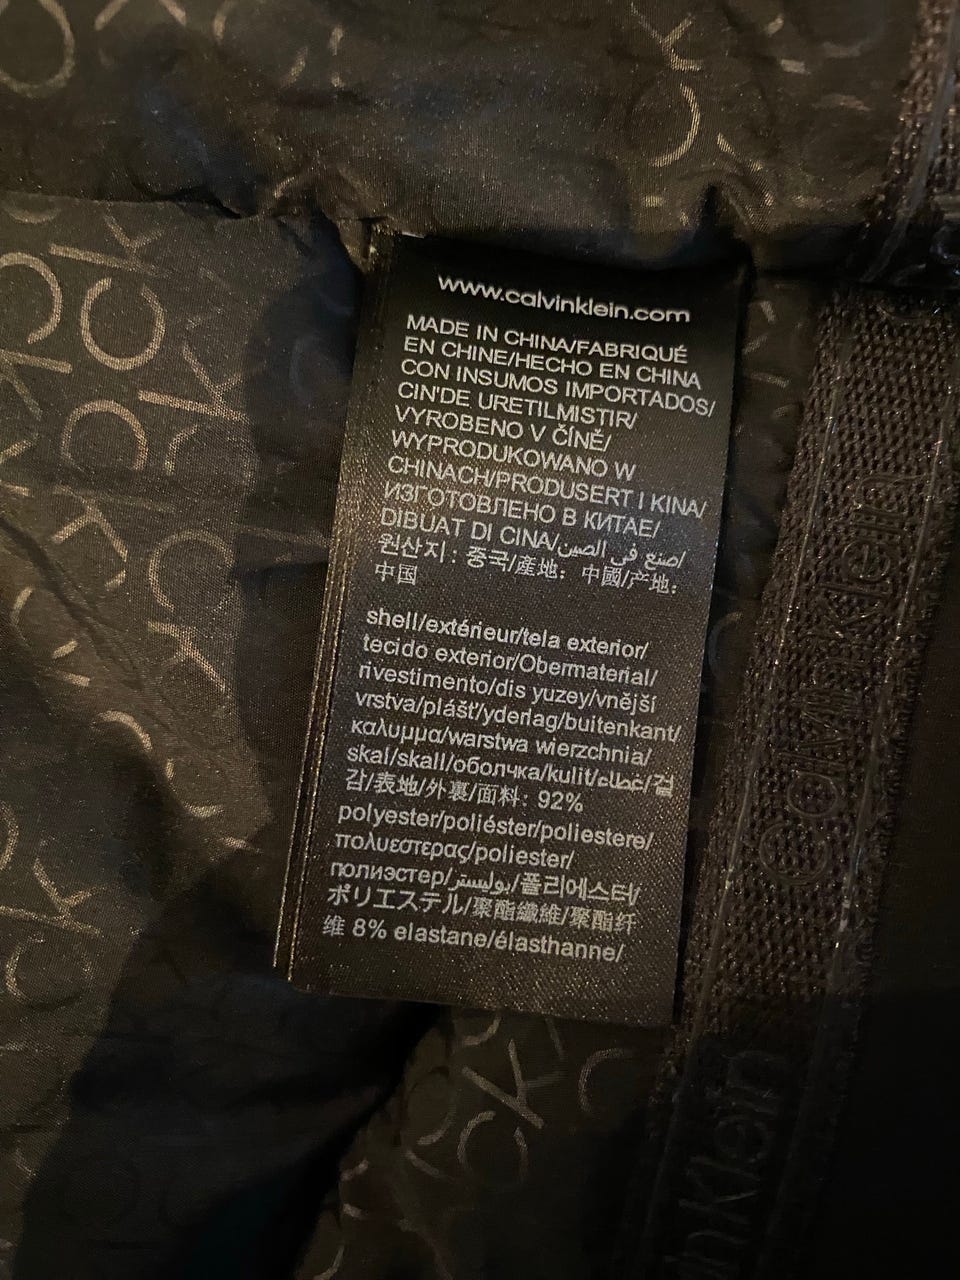 www.calvinklein.com
MADE IN CHINA/FABRIQUÉ
EN CHINE/HECHO EN CHINA
CON INSUMOS IMPORTADOS/
CIN'DE URETILMISTIR/
VYROBENO V ČÍNĚ/
WYPRODUKOWANO W
CHINACH/PRODUSERT I KINA/
ИЗГОТОВЛЕНО В КИТАЕ/
DIBUAT DI CINA/صنع في الصين/
원산지 : 중국/產地: 中國/产地:
中国
shell/extérieur/tela exterior/
tecido exterior/Obermaterial/
rivestimento/dis yuzey/vnější
vrstva/plášť/yderlag/buitenkant/
καλυμμα/warstwa wierzchnia/
skal/skall/оболчка/kulit/غطاء/겉
감/表地/外裏/面料: 92%
polyester/poliéster/poliestere/
πολυεστερας/poliester/
полиэстер/بوليستر/폴리에스터/
ポリエステル/聚酯纖維/聚酯纤
维 8% elastane/élasthanne/
Calvin Klein
CK